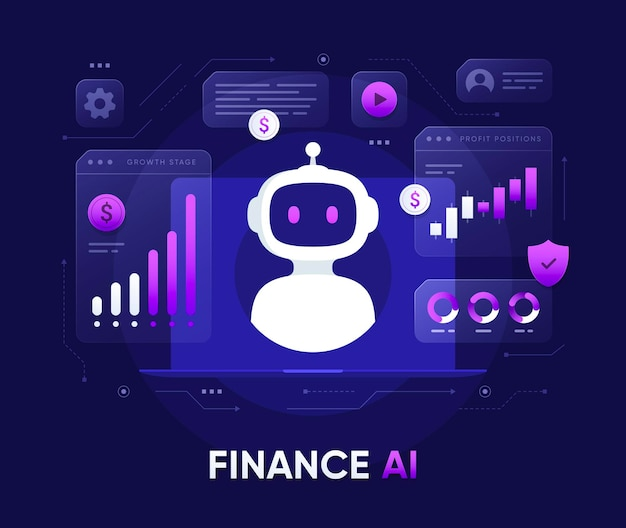 GROWTH STAGE
$
$
PROFIT POSITIONS
$
FINANCE AI